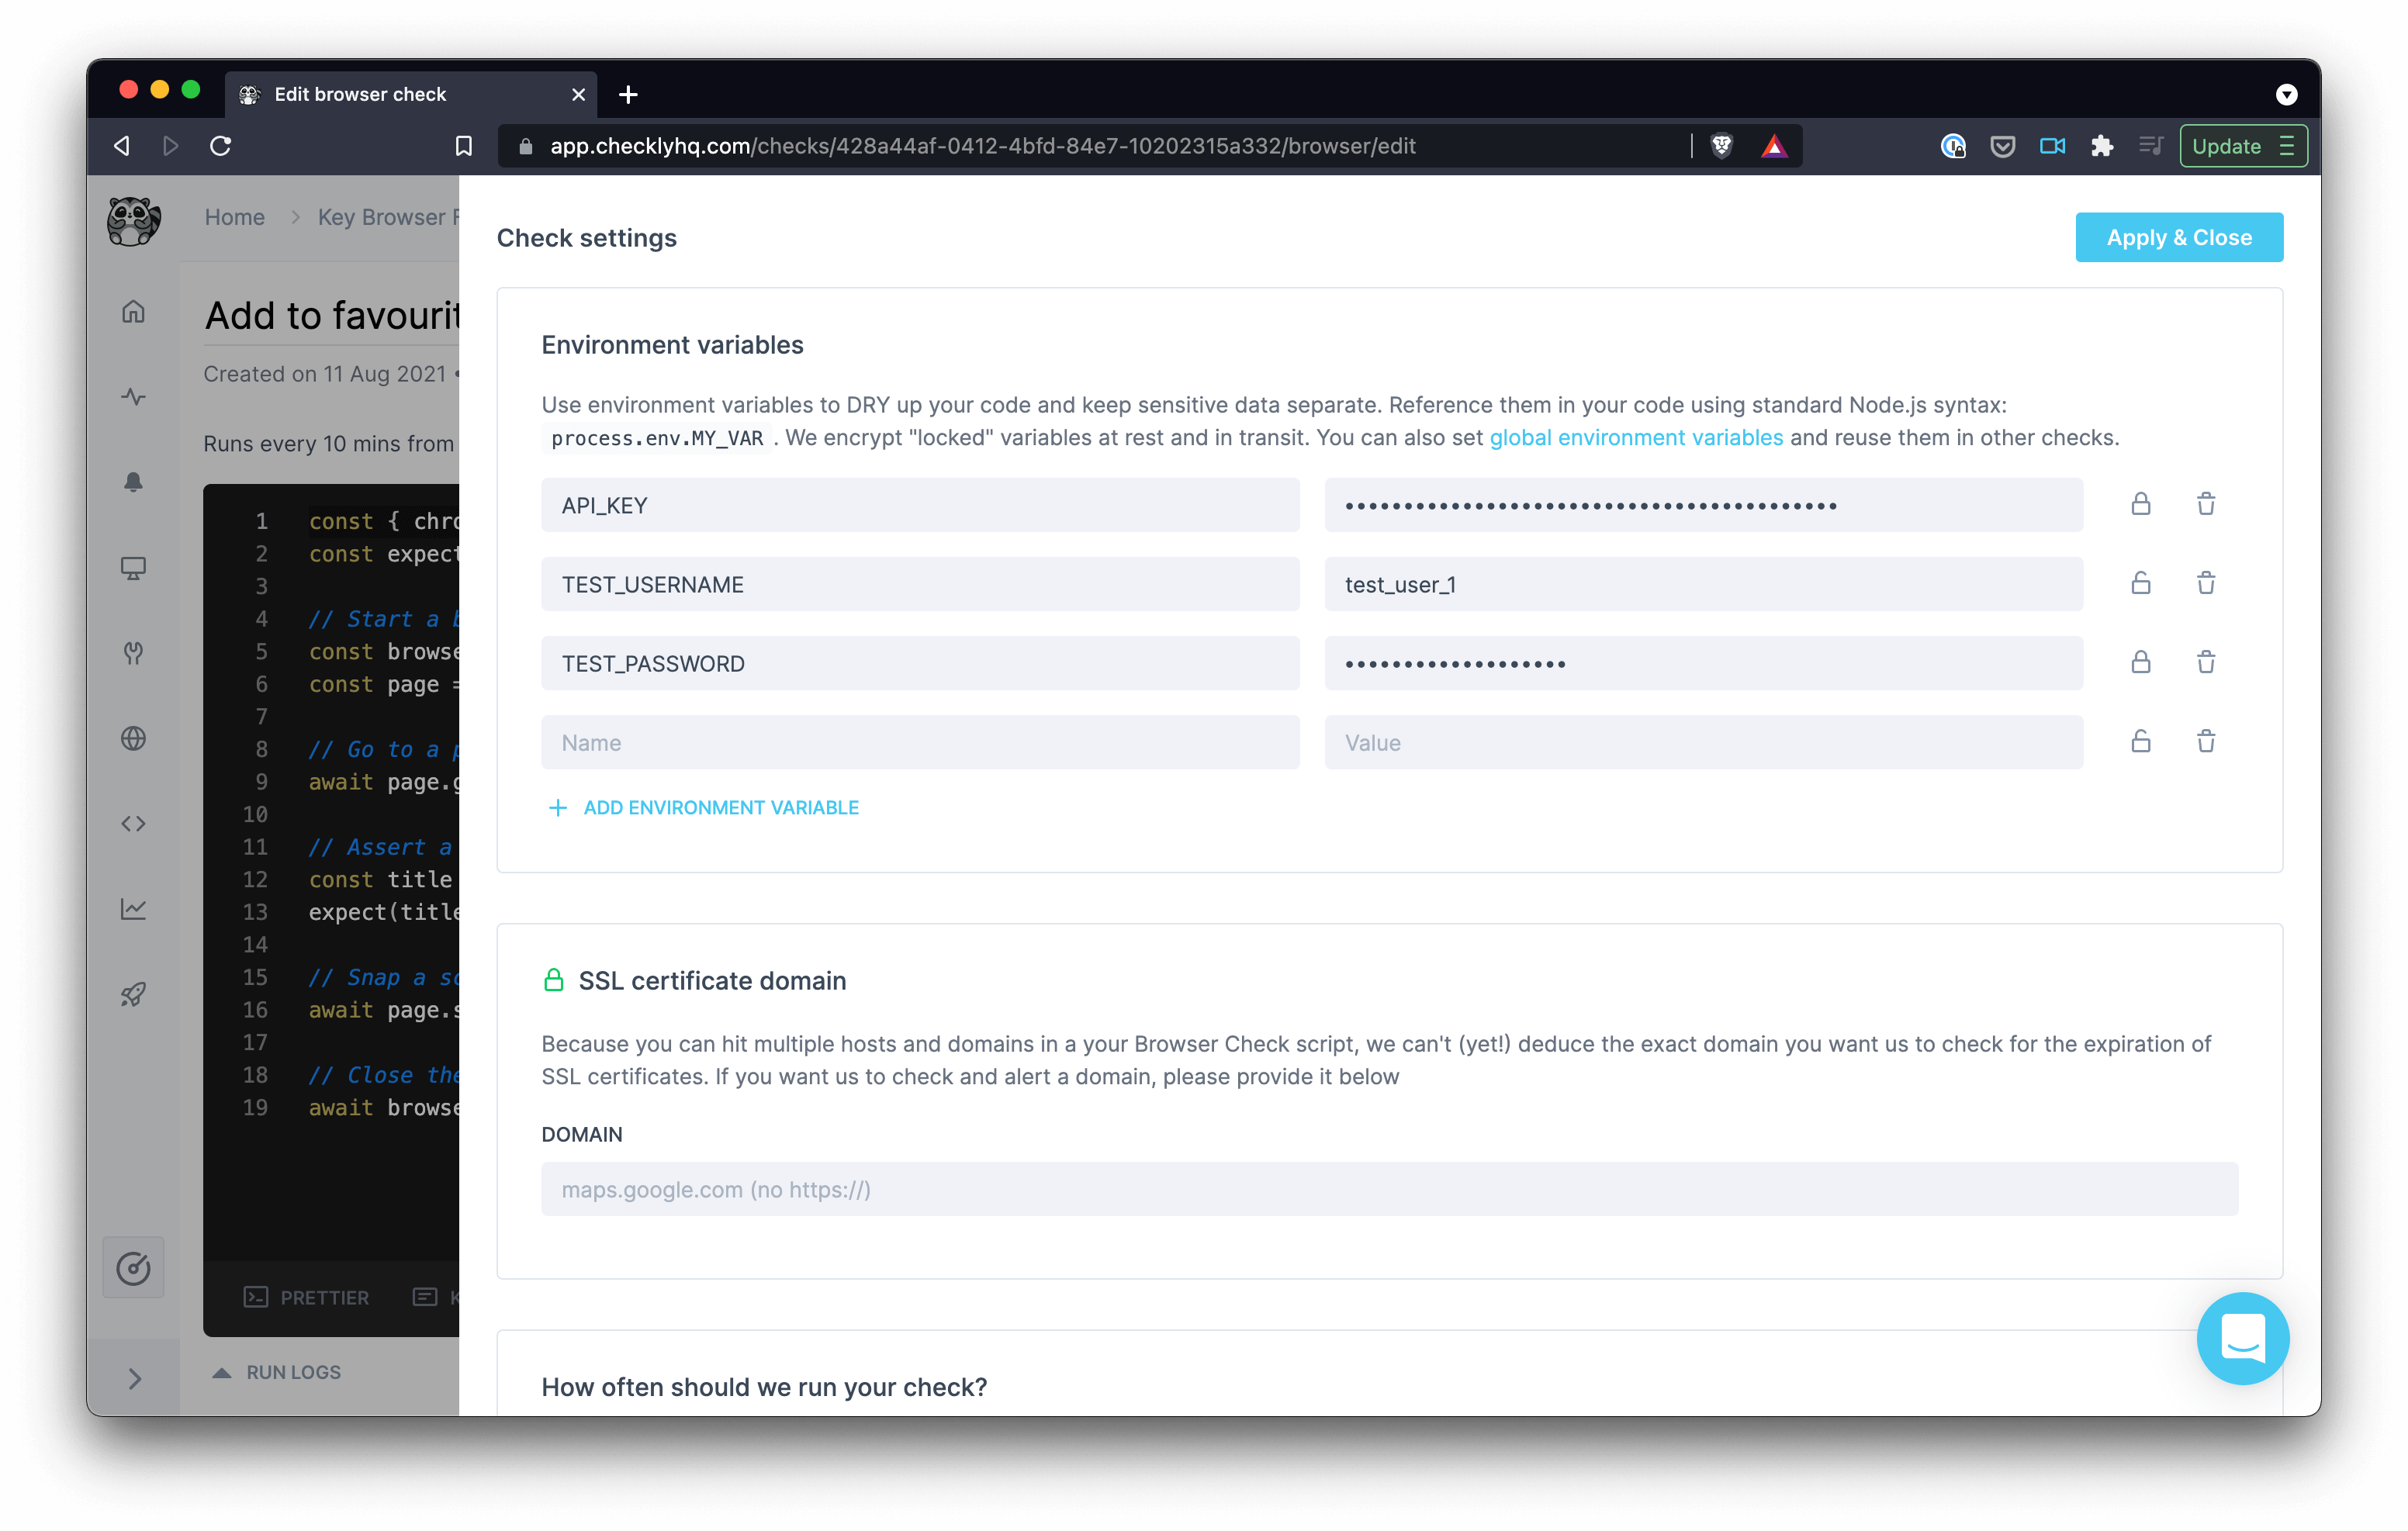 Edit browser check
app.checklyhq.com/checks/428a44af-0412-4bfd-84e7-10202315a332/browser/edit
Update
Home > Key Browser
Check settings
Apply & Close
Add to favourit
Created on 11 Aug 2021 •
Runs every 10 mins from
1 const { chro
2 const expect
3
4 // Start a b
5 const browse
6 const page =
7
8 // Go to a p
9 await page.g
10
11 // Assert a
12 const title
13 expect(title
14
15 // Snap a sc
16 await page.s
17
18 // Close the
19 await browse
PRETTIER
RUN LOGS
Environment variables
Use environment variables to DRY up your code and keep sensitive data separate. Reference them in your code using standard Node.js syntax:
process.env.MY_VAR . We encrypt "locked" variables at rest and in transit. You can also set global environment variables and reuse them in other checks.
API_KEY
TEST_USERNAME test_user_1
TEST_PASSWORD
Name Value
+ ADD ENVIRONMENT VARIABLE
SSL certificate domain
Because you can hit multiple hosts and domains in a your Browser Check script, we can't (yet!) deduce the exact domain you want us to check for the expiration of
SSL certificates. If you want us to check and alert a domain, please provide it below
DOMAIN
maps.google.com (no https://)
How often should we run your check?